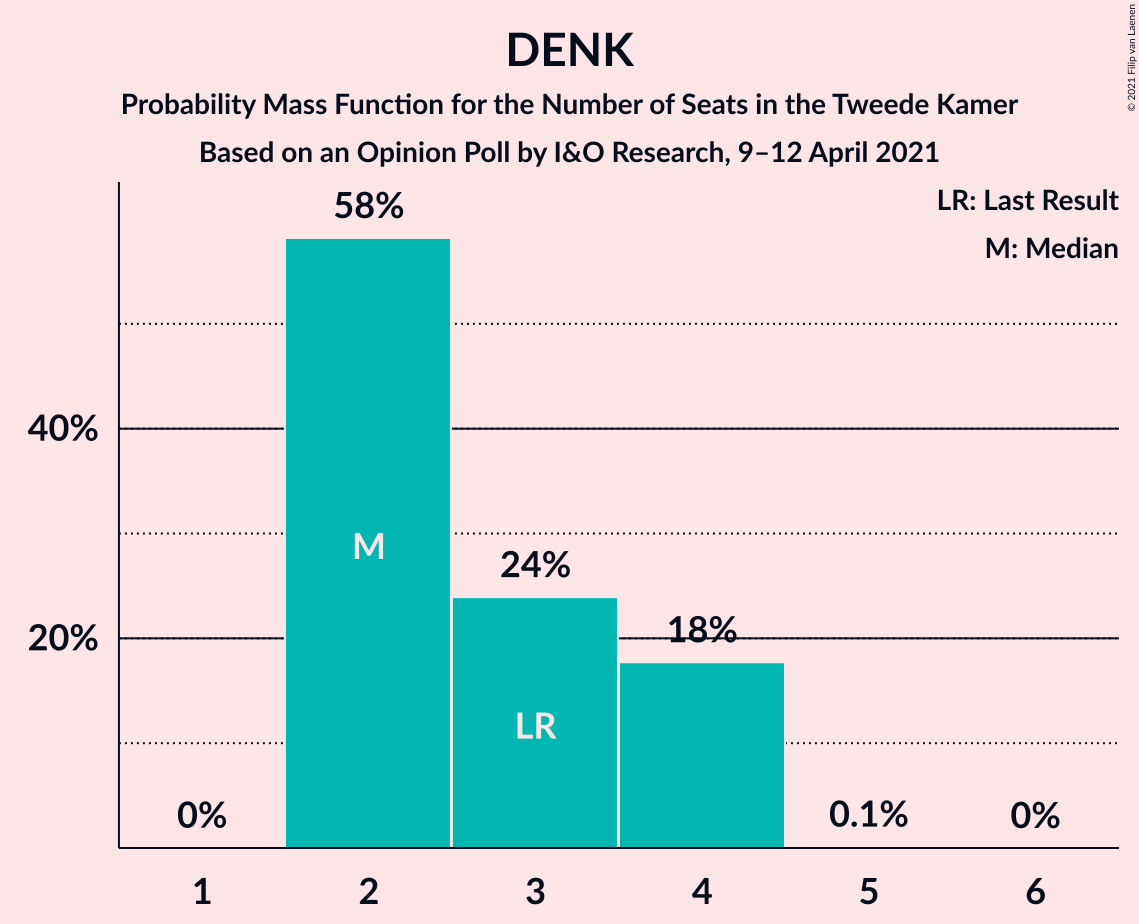 DENK
Probability Mass Function for the Number of Seats in the Tweede Kamer
Based on an Opinion Poll by I&O Research, 9–12 April 2021
© 2021 Filip van Laenen
LR: Last Result
M: Median
58%
40%
M
24%
20%
18%
LR
0%
0.1%
0%
1 2 3 4 5 6